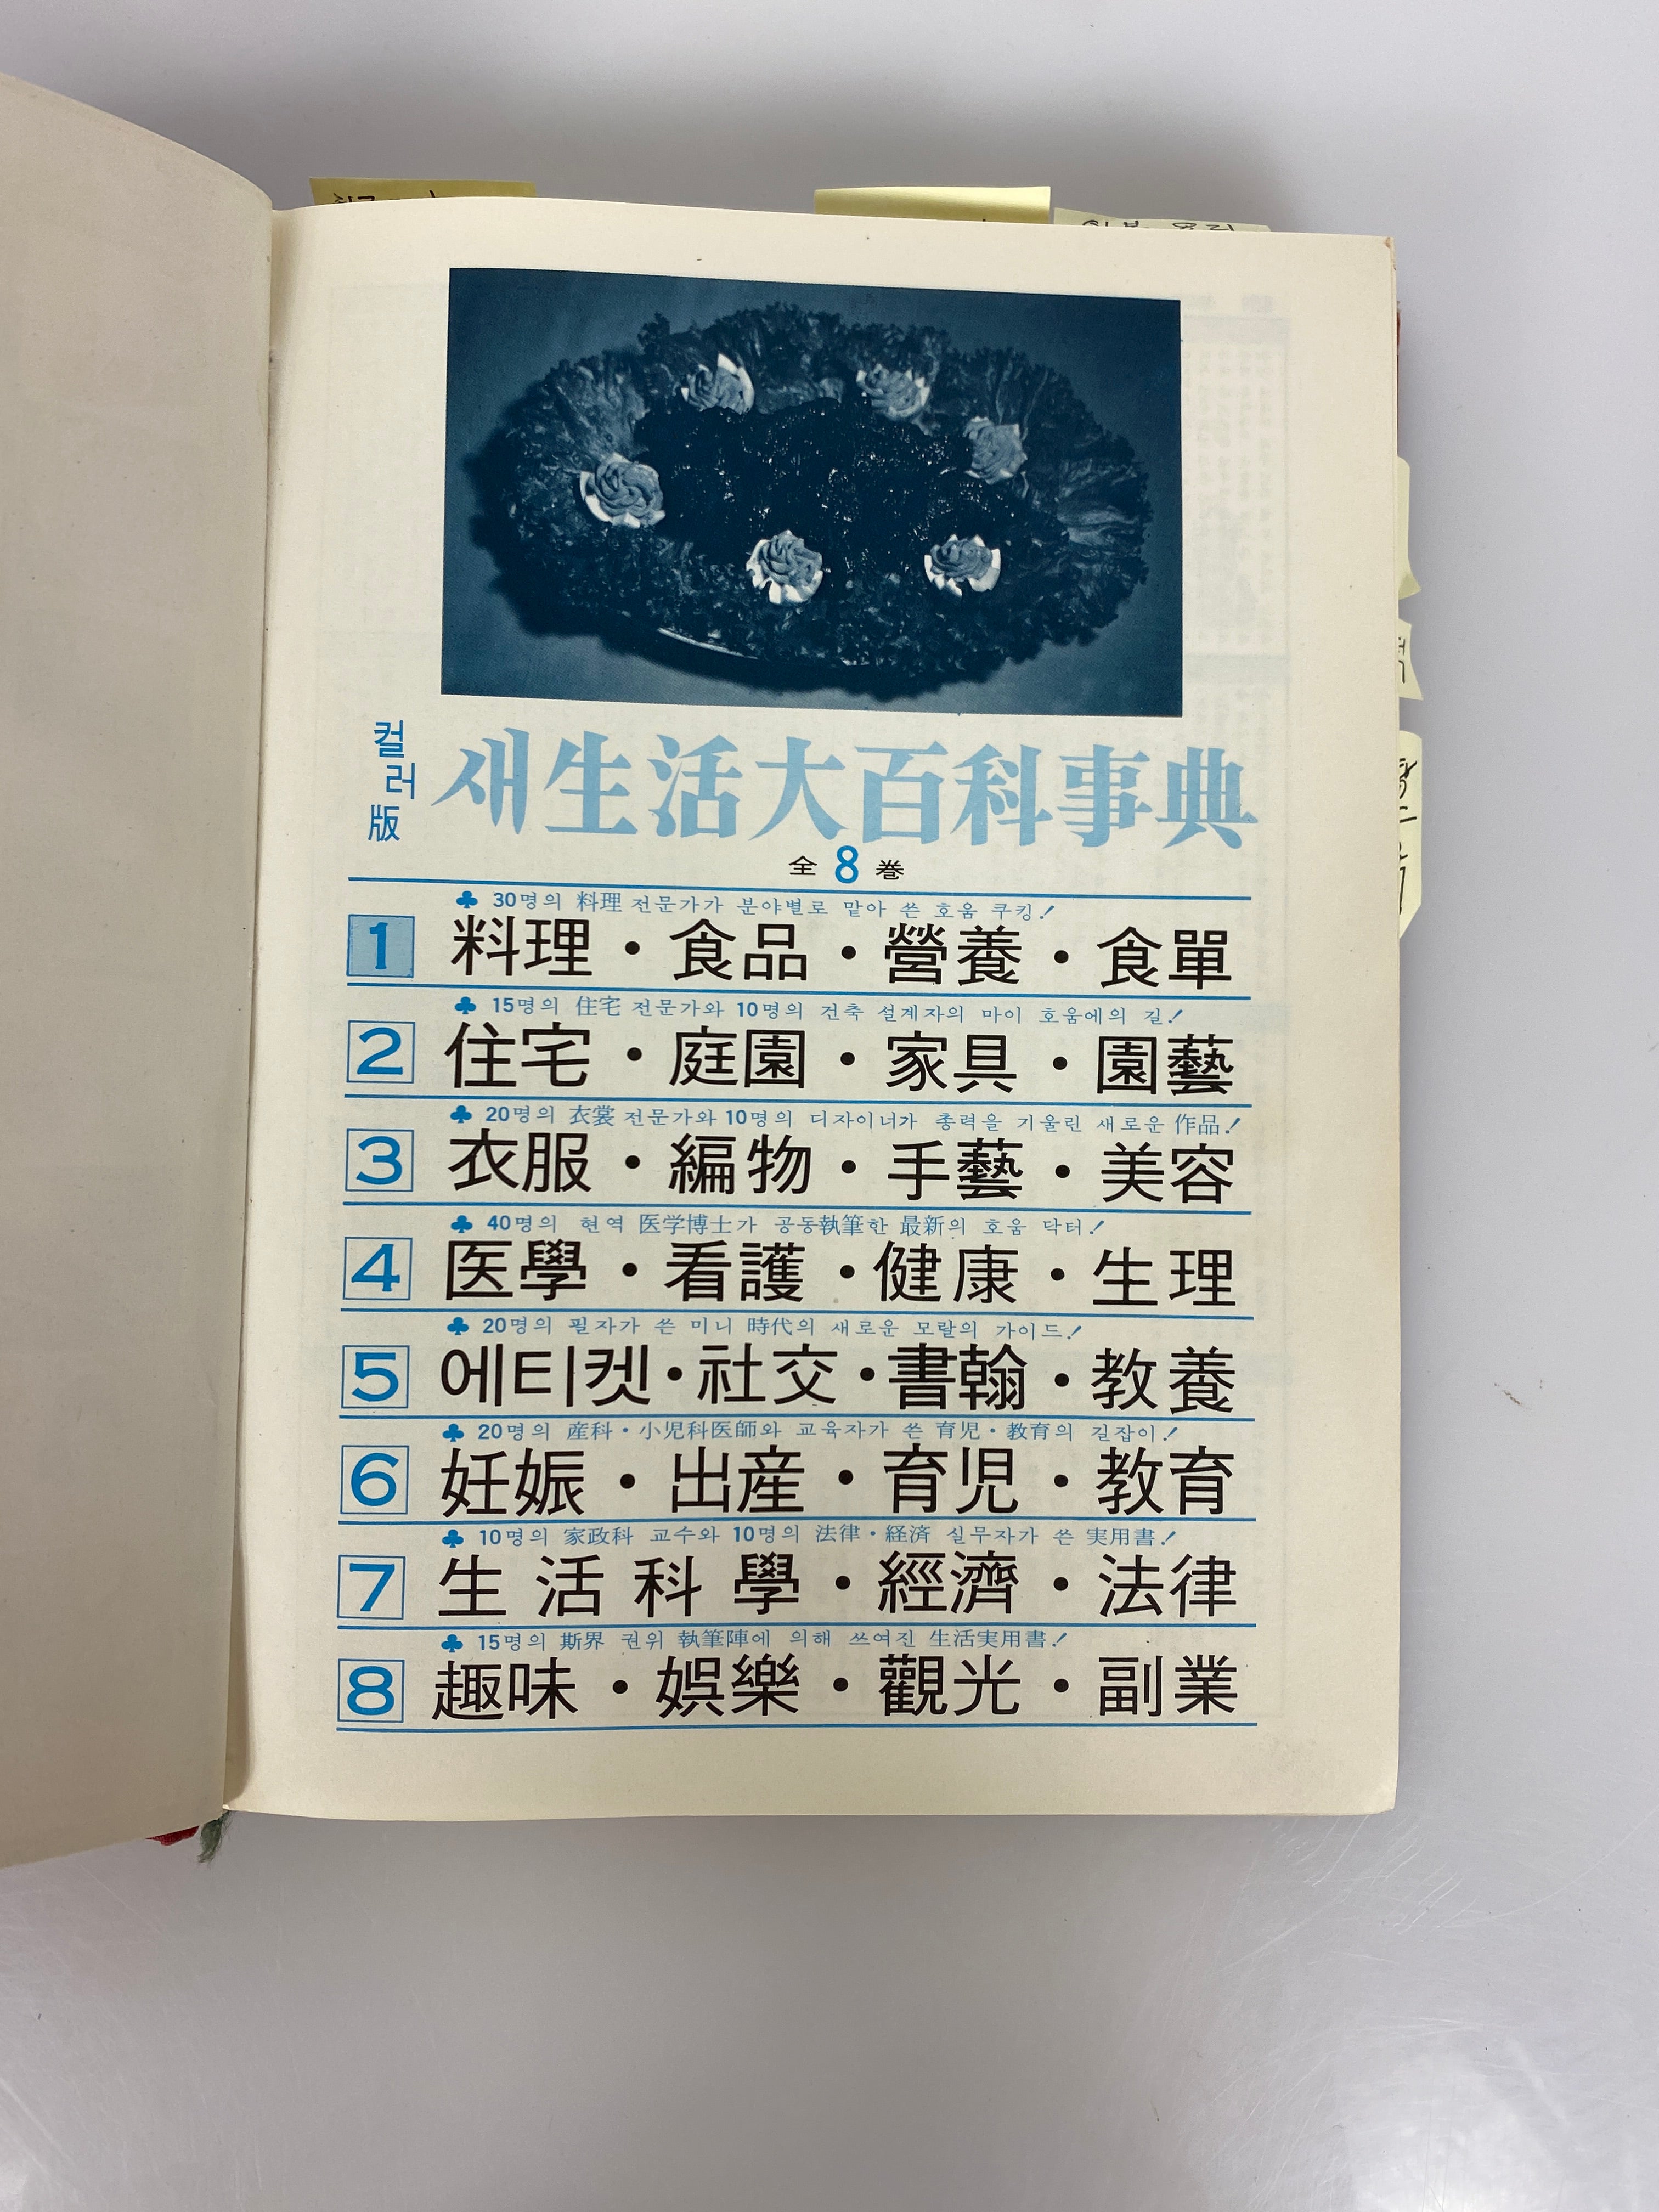 컬러版
새生活大百科事典
全8巻
♣ 30명의 料理 전문가가 분야별로 맡아 쓴 호움 쿠킹!
1 料理・食品・營養・食單
♣ 15명의 住宅 전문가와 10명의 건축 설계자의 마이 호움에의 길!
2 住宅・庭園・家具・園藝
♣ 20명의 衣裳 전문가와 10명의 디자이너가 총력을 기울린 새로운 作品!
3 衣服・編物・手藝・美容
♣ 40명의 현역 医学博士가 공동執筆한 最新의 호움 닥터!
4 医學・看護・健康・生理
♣ 20명의 필자가 쓴 미니 時代의 새로운 모랄의 가이드!
5 에티켓・社交・書翰・教養
♣ 20명의 産科・小児科医師와 교육자가 쓴 育児・教育의 길잡이!
6 妊娠・出産・育児・教育
♣ 10명의 家政科 교수와 10명의 法律・経済 실무자가 쓴 実用書!
7 生活科學・經濟・法律
♣ 15명의 斯界 권위 執筆陣에 의해 쓰여진 生活実用書!
8 趣味・娯樂・觀光・副業